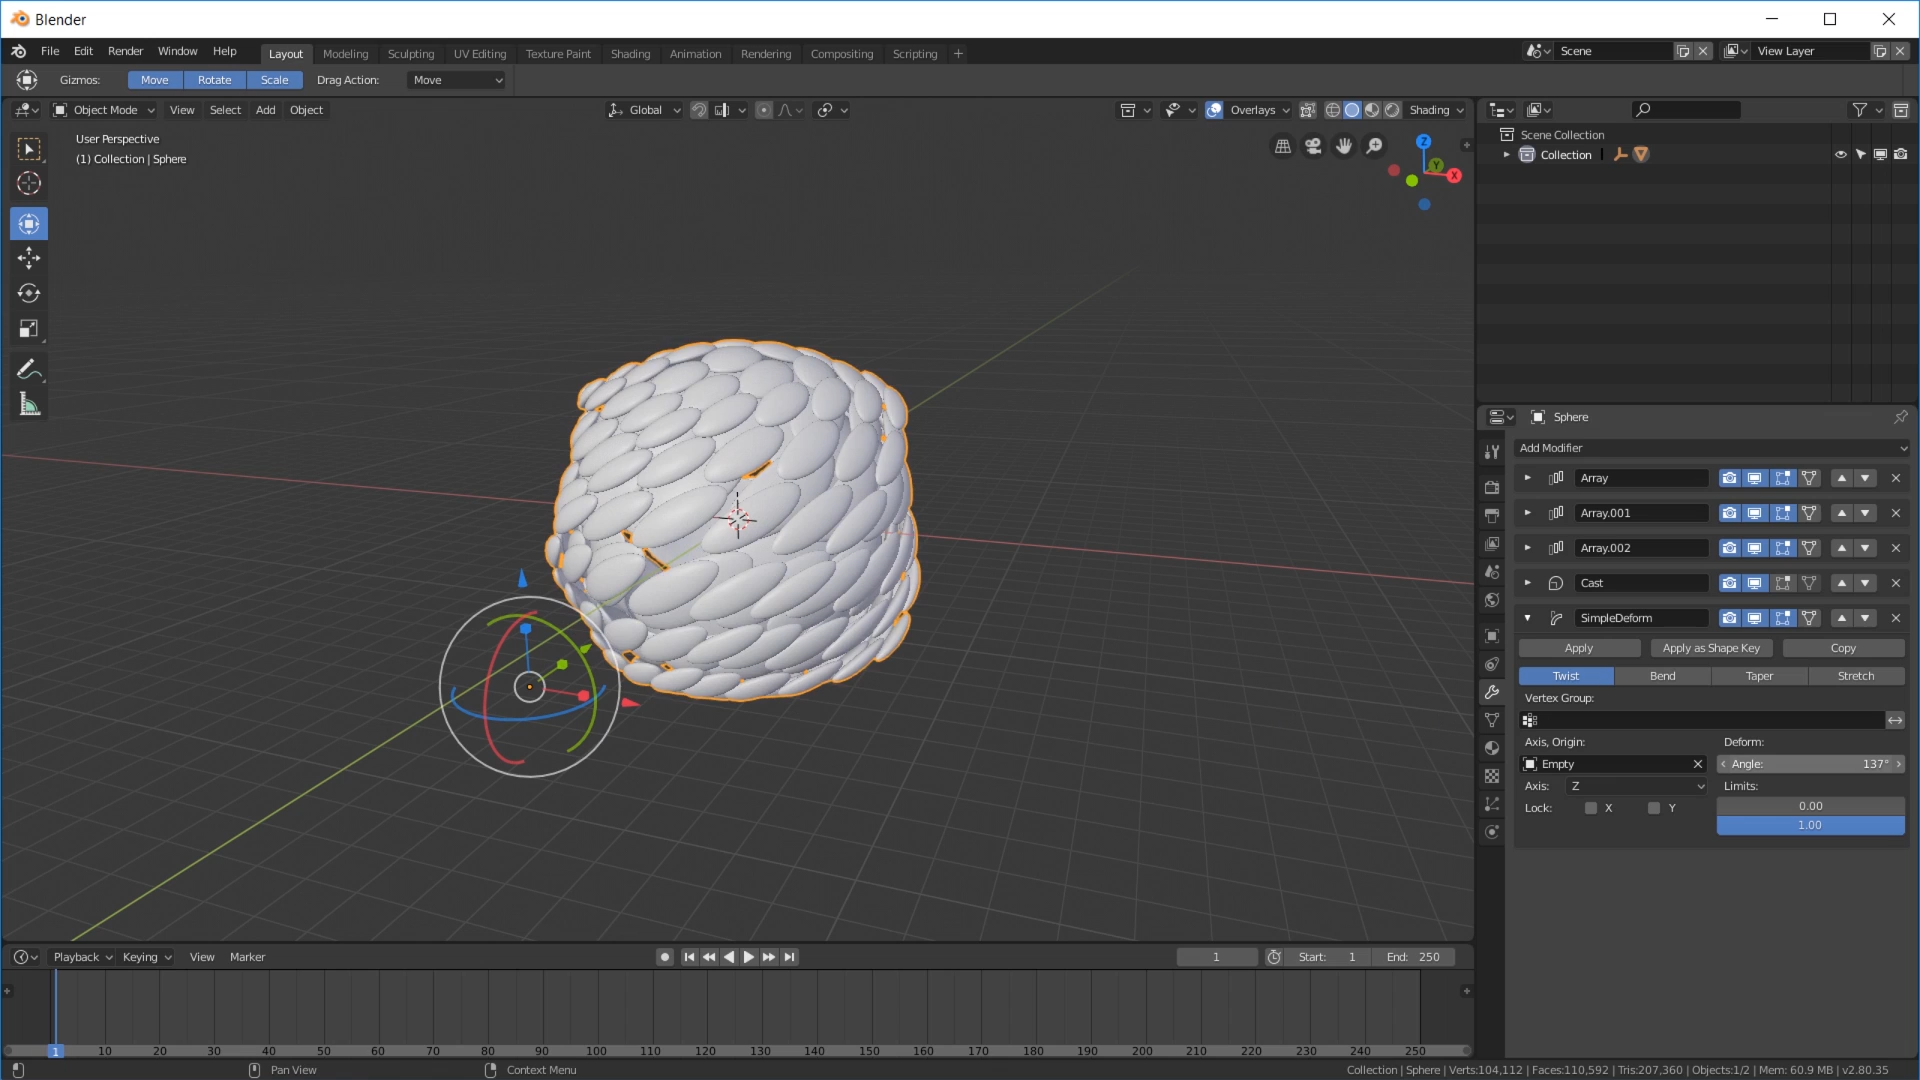 Blender
File Edit Render Window Help Layout Modeling Sculpting UV Editing Texture Paint Shading Animation Rendering Compositing Scripting + Scene View Layer
Gizmos: Move Rotate Scale Drag Action: Move
Object Mode View Select Add Object Global Overlays Shading
User Perspective
(1) Collection | Sphere
Z
Y
X
Scene Collection
Collection
Sphere
Add Modifier
Array
Array.001
Array.002
Cast
SimpleDeform
Apply Apply as Shape Key Copy
Twist Bend Taper Stretch
Vertex Group:
Axis, Origin: Deform:
Empty Angle: 137°
Axis: Z Limits:
Lock: X Y 0.00
1.00
Playback Keying View Marker 1 Start: 1 End: 250
1 10 20 30 40 50 60 70 80 90 100 110 120 130 140 150 160 170 180 190 200 210 220 230 240 250
Pan View Context Menu Collection | Sphere | Verts:104,112 | Faces:110,592 | Tris:207,360 | Objects:1/2 | Mem: 60.9 MB | v2.80.35